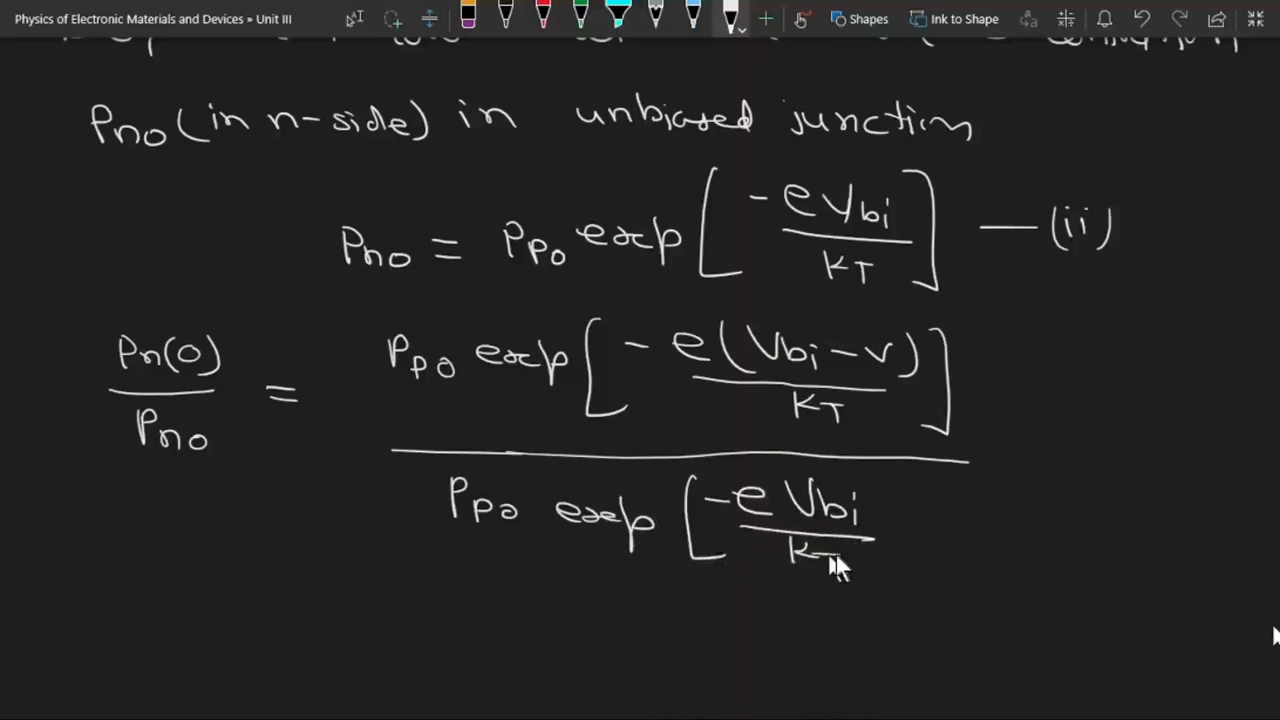 Physics of Electronic Materials and Devices » Unit III
Shapes
Ink to Shape
Pno (in n-side) in unbiased junction
Pno = Ppo exp [ -eVbi / KT ] — (ii)
Pn(0) / Pno = Ppo exp [ - e(Vbi - V) / KT ] / Ppo exp [ -eVbi / KT